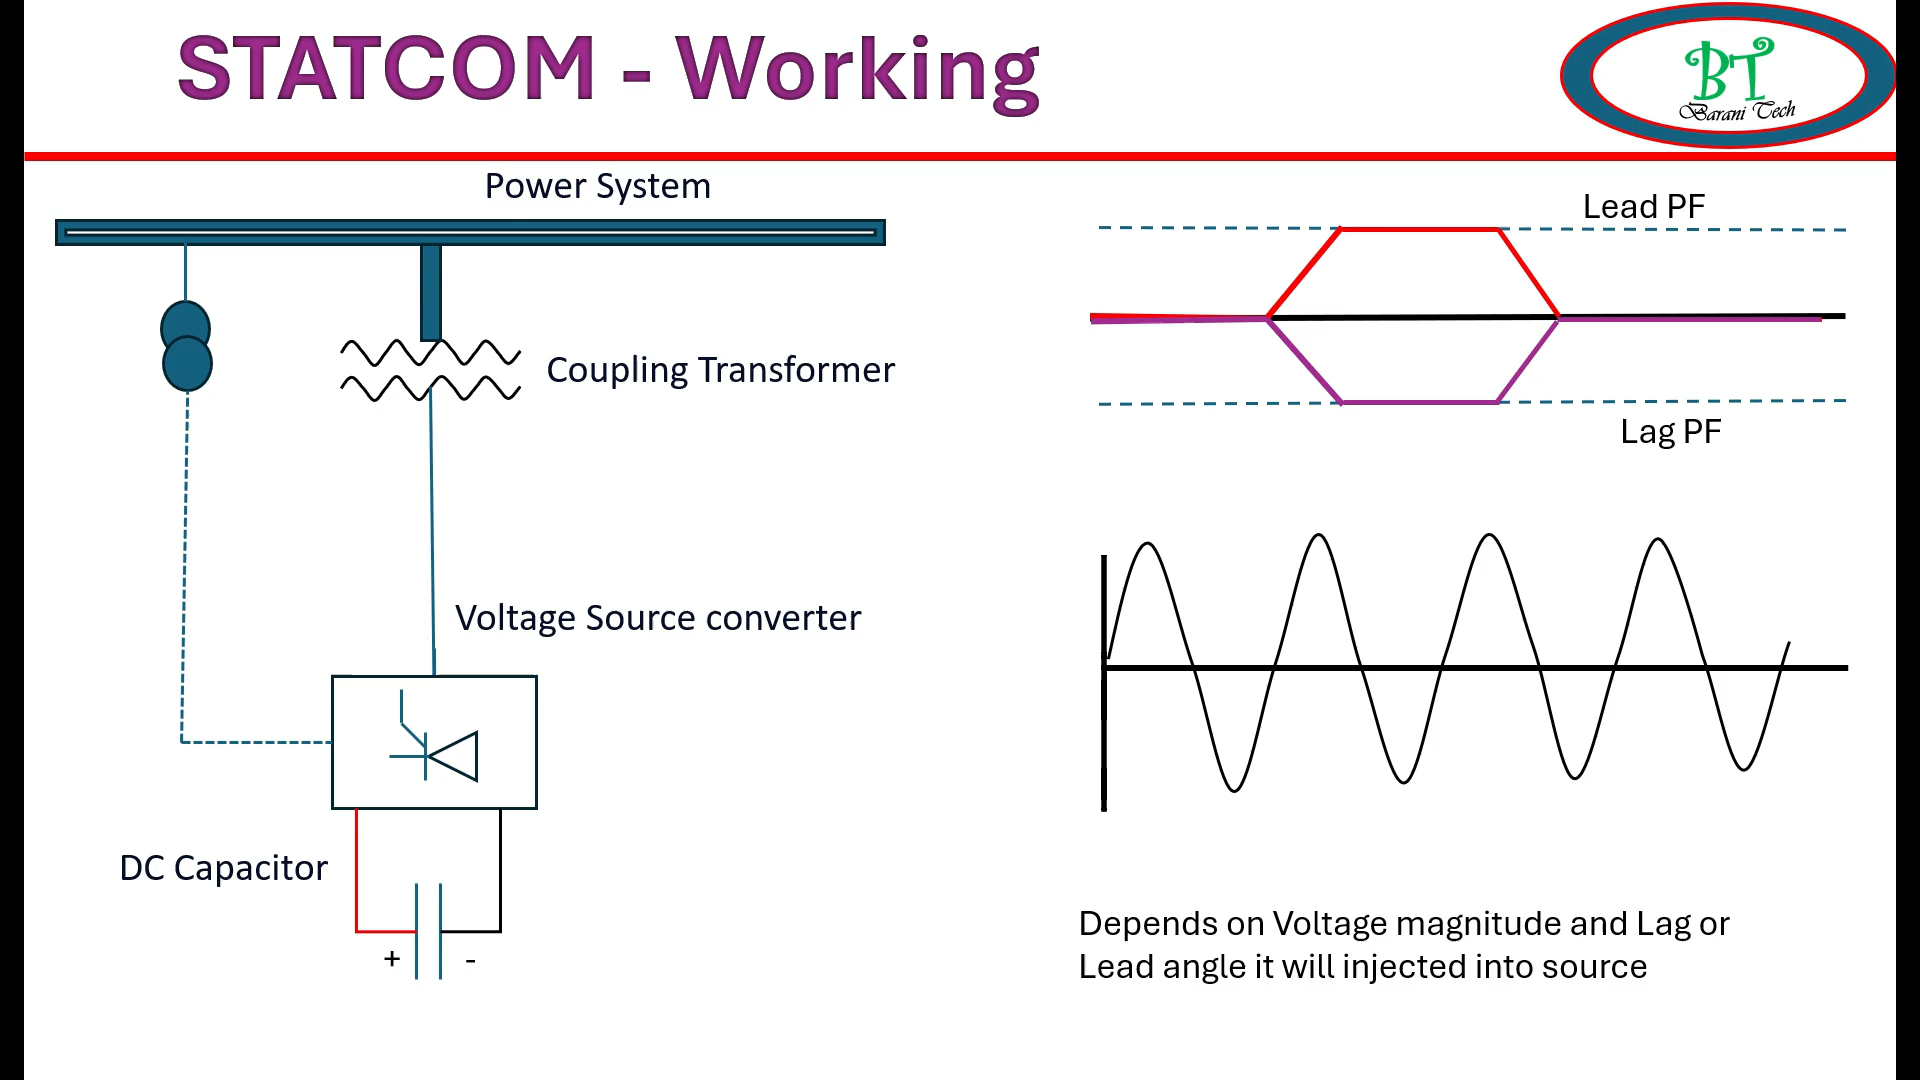 STATCOM - Working
BT
Barani Tech
Power System
Lead PF
Coupling Transformer
Lag PF
Voltage Source converter
DC Capacitor
+ -
Depends on Voltage magnitude and Lag or
Lead angle it will injected into source